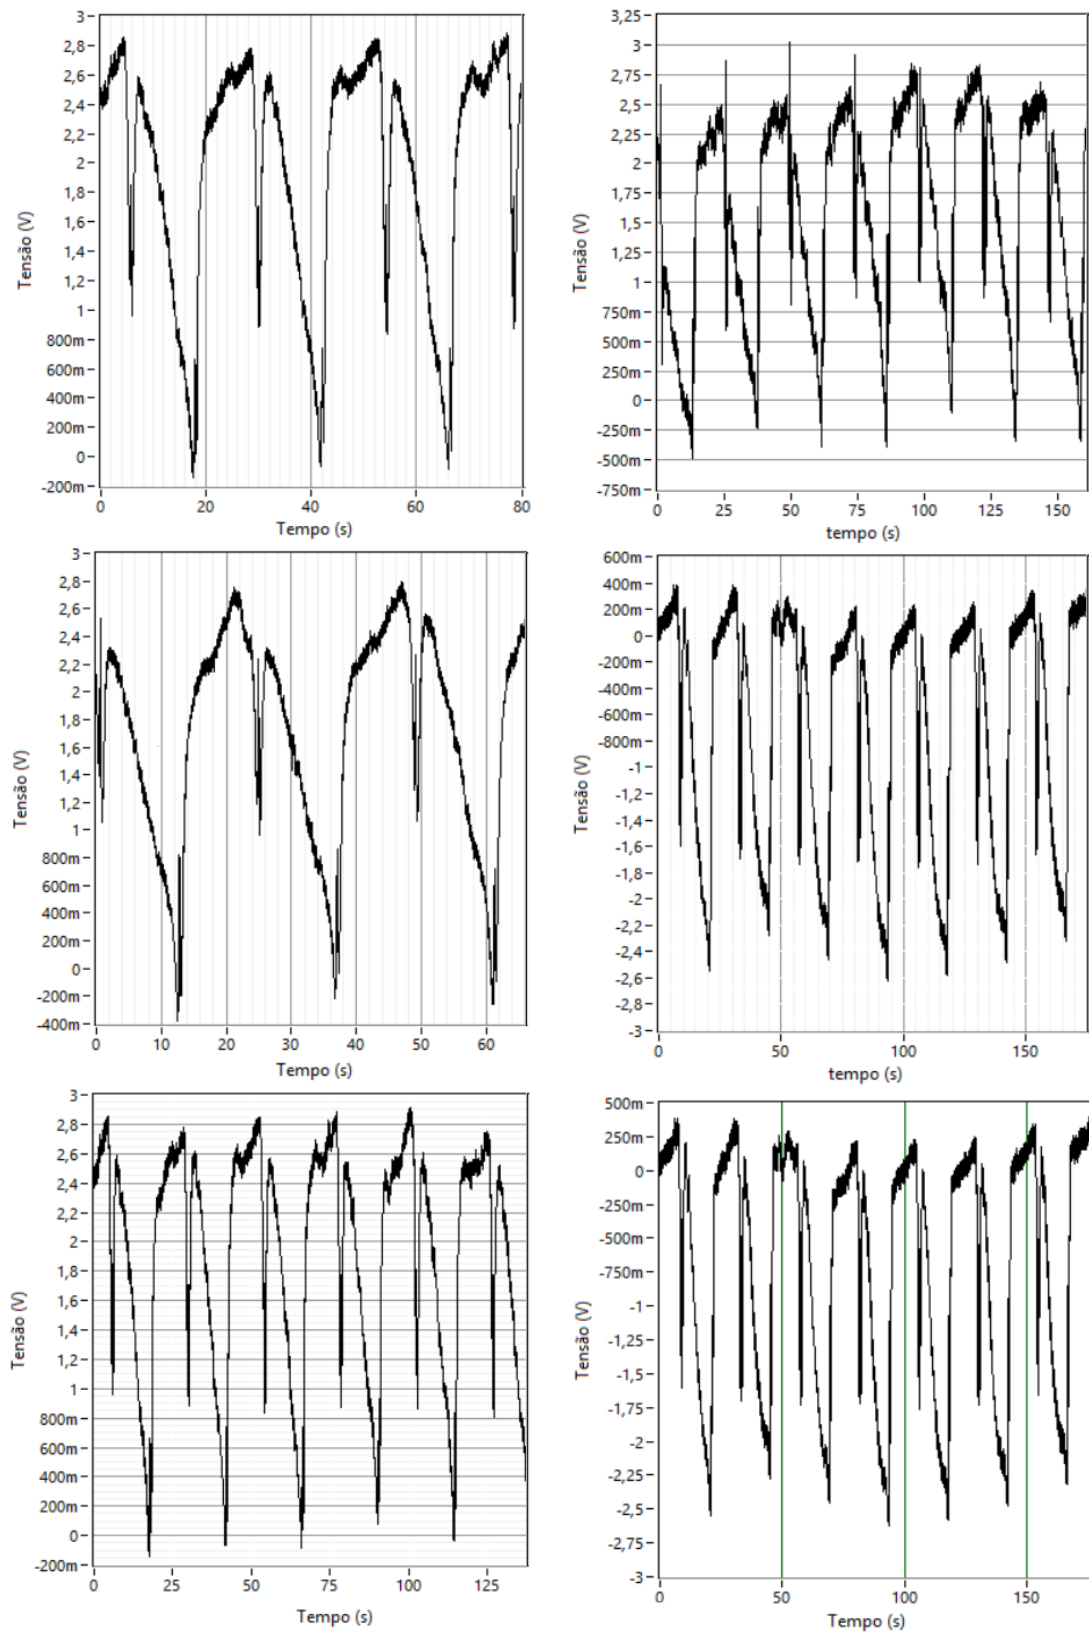 3
2,8
2,6
2,4
2,2
2
1,8
1,6
1,4
1,2
1
800m
600m
400m
200m
0
-200m
Tensão (V)
0 20 40 60 80
Tempo (s)
3,25
3
2,75
2,5
2,25
2
1,75
1,5
1,25
1
750m
500m
250m
0
-250m
-500m
-750m
Tensão (V)
0 25 50 75 100 125 150
tempo (s)
3
2,8
2,6
2,4
2,2
2
1,8
1,6
1,4
1,2
1
800m
600m
400m
200m
0
-200m
-400m
Tensão (V)
0 10 20 30 40 50 60
Tempo (s)
600m
400m
200m
0
-200m
-400m
-600m
-800m
-1
-1,2
-1,4
-1,6
-1,8
-2
-2,2
-2,4
-2,6
-2,8
-3
Tensão (V)
0 50 100 150
tempo (s)
3
2,8
2,6
2,4
2,2
2
1,8
1,6
1,4
1,2
1
800m
600m
400m
200m
0
-200m
Tensão (V)
0 25 50 75 100 125
Tempo (s)
500m
250m
0
-250m
-500m
-750m
-1
-1,25
-1,5
-1,75
-2
-2,25
-2,5
-2,75
-3
Tensão (V)
0 50 100 150
Tempo (s)